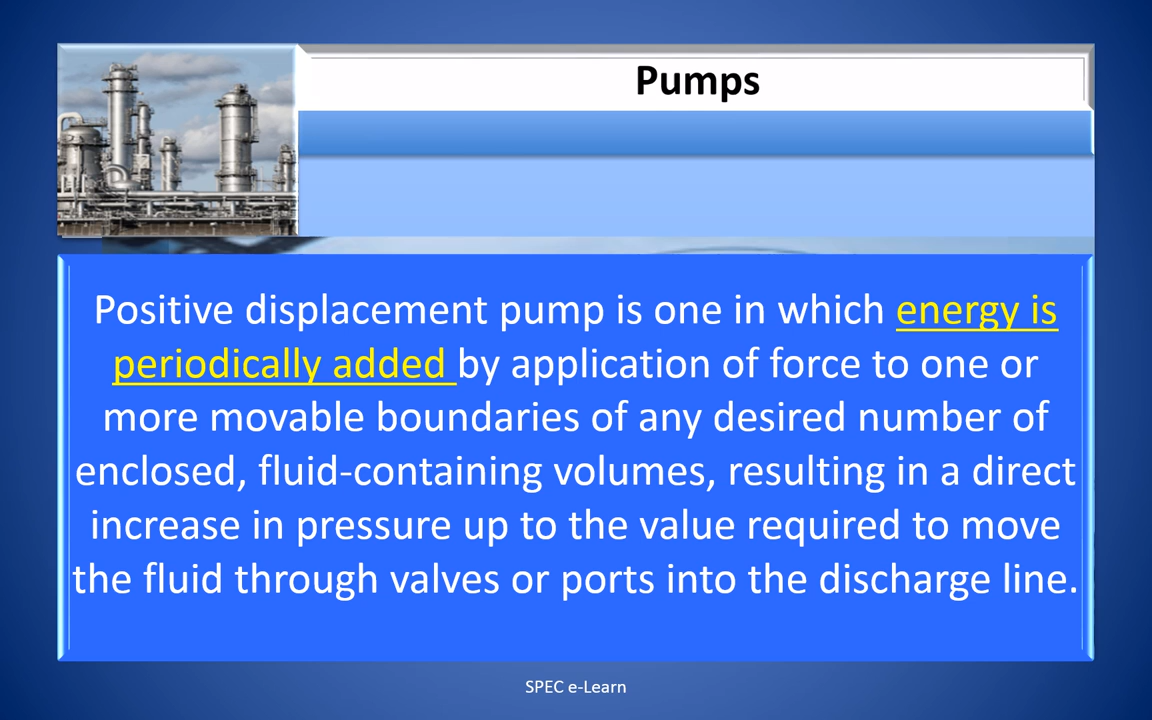 Pumps
Positive displacement pump is one in which energy is
periodically added by application of force to one or
more movable boundaries of any desired number of
enclosed, fluid-containing volumes, resulting in a direct
increase in pressure up to the value required to move
the fluid through valves or ports into the discharge line.
SPEC e-Learn